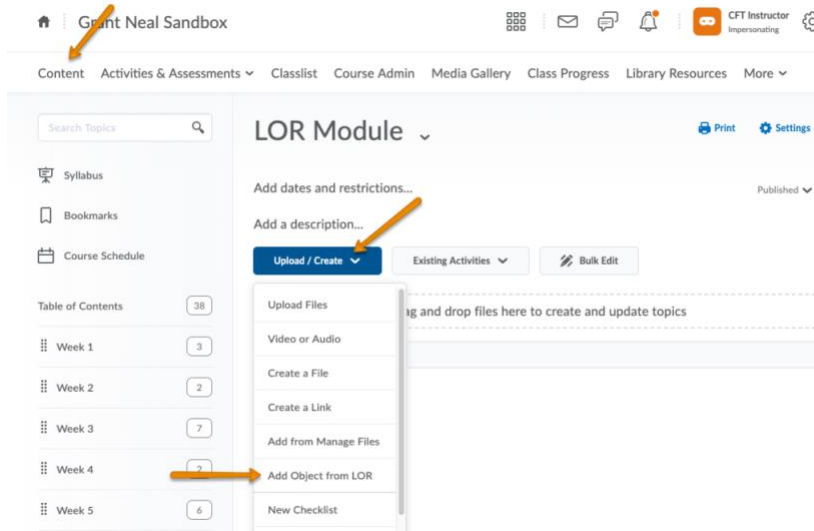 Grant Neal Sandbox
CFT Instructor
Impersonating
Content Activities & Assessments Classlist Course Admin Media Gallery Class Progress Library Resources More
Search Topics
LOR Module
Print Settings
Syllabus
Add dates and restrictions...
Published
Bookmarks
Add a description...
Course Schedule
Upload / Create Existing Activities Bulk Edit
Table of Contents 38
Upload Files
ag and drop files here to create and update topics
Video or Audio
Week 1 3
Create a File
Week 2 2
Create a Link
Week 3 7
Add from Manage Files
Week 4 2
Add Object from LOR
Week 5 6
New Checklist